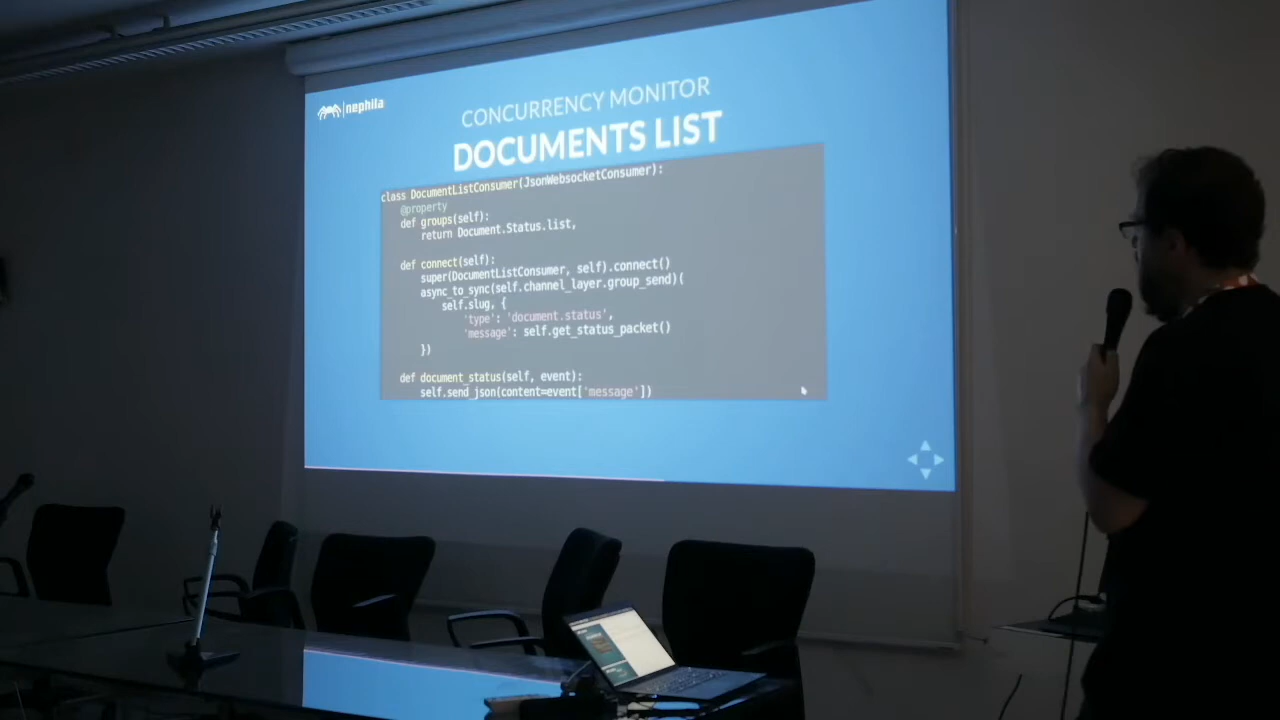 nephila
CONCURRENCY MONITOR
DOCUMENTS LIST
class DocumentListConsumer(JsonWebsocketConsumer):
    @property
    def groups(self):
        return Document.Status.list,

    def connect(self):
        super(DocumentListConsumer, self).connect()
        async_to_sync(self.channel_layer.group_send)(
            self.slug, {
                'type': 'document.status',
                'message': self.get_status_packet()
        })

    def document_status(self, event):
        self.send_json(content=event['message'])